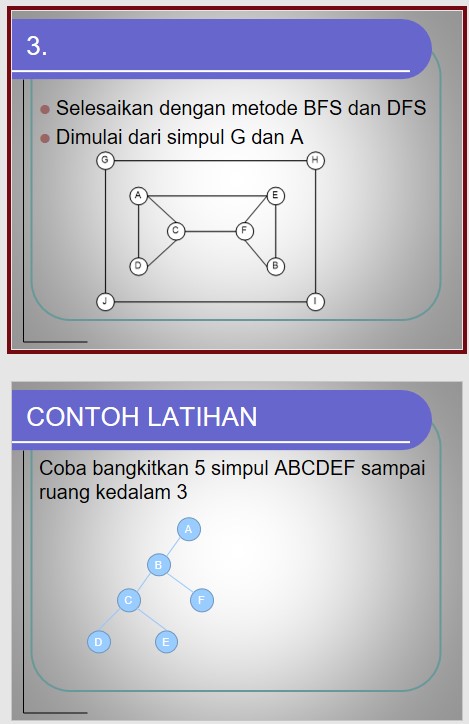 3.
Selesaikan dengan metode BFS dan DFS
Dimulai dari simpul G dan A
G H
A E
C F
D B
J I
CONTOH LATIHAN
Coba bangkitkan 5 simpul ABCDEF sampai
ruang kedalam 3
A
B
C F
D E